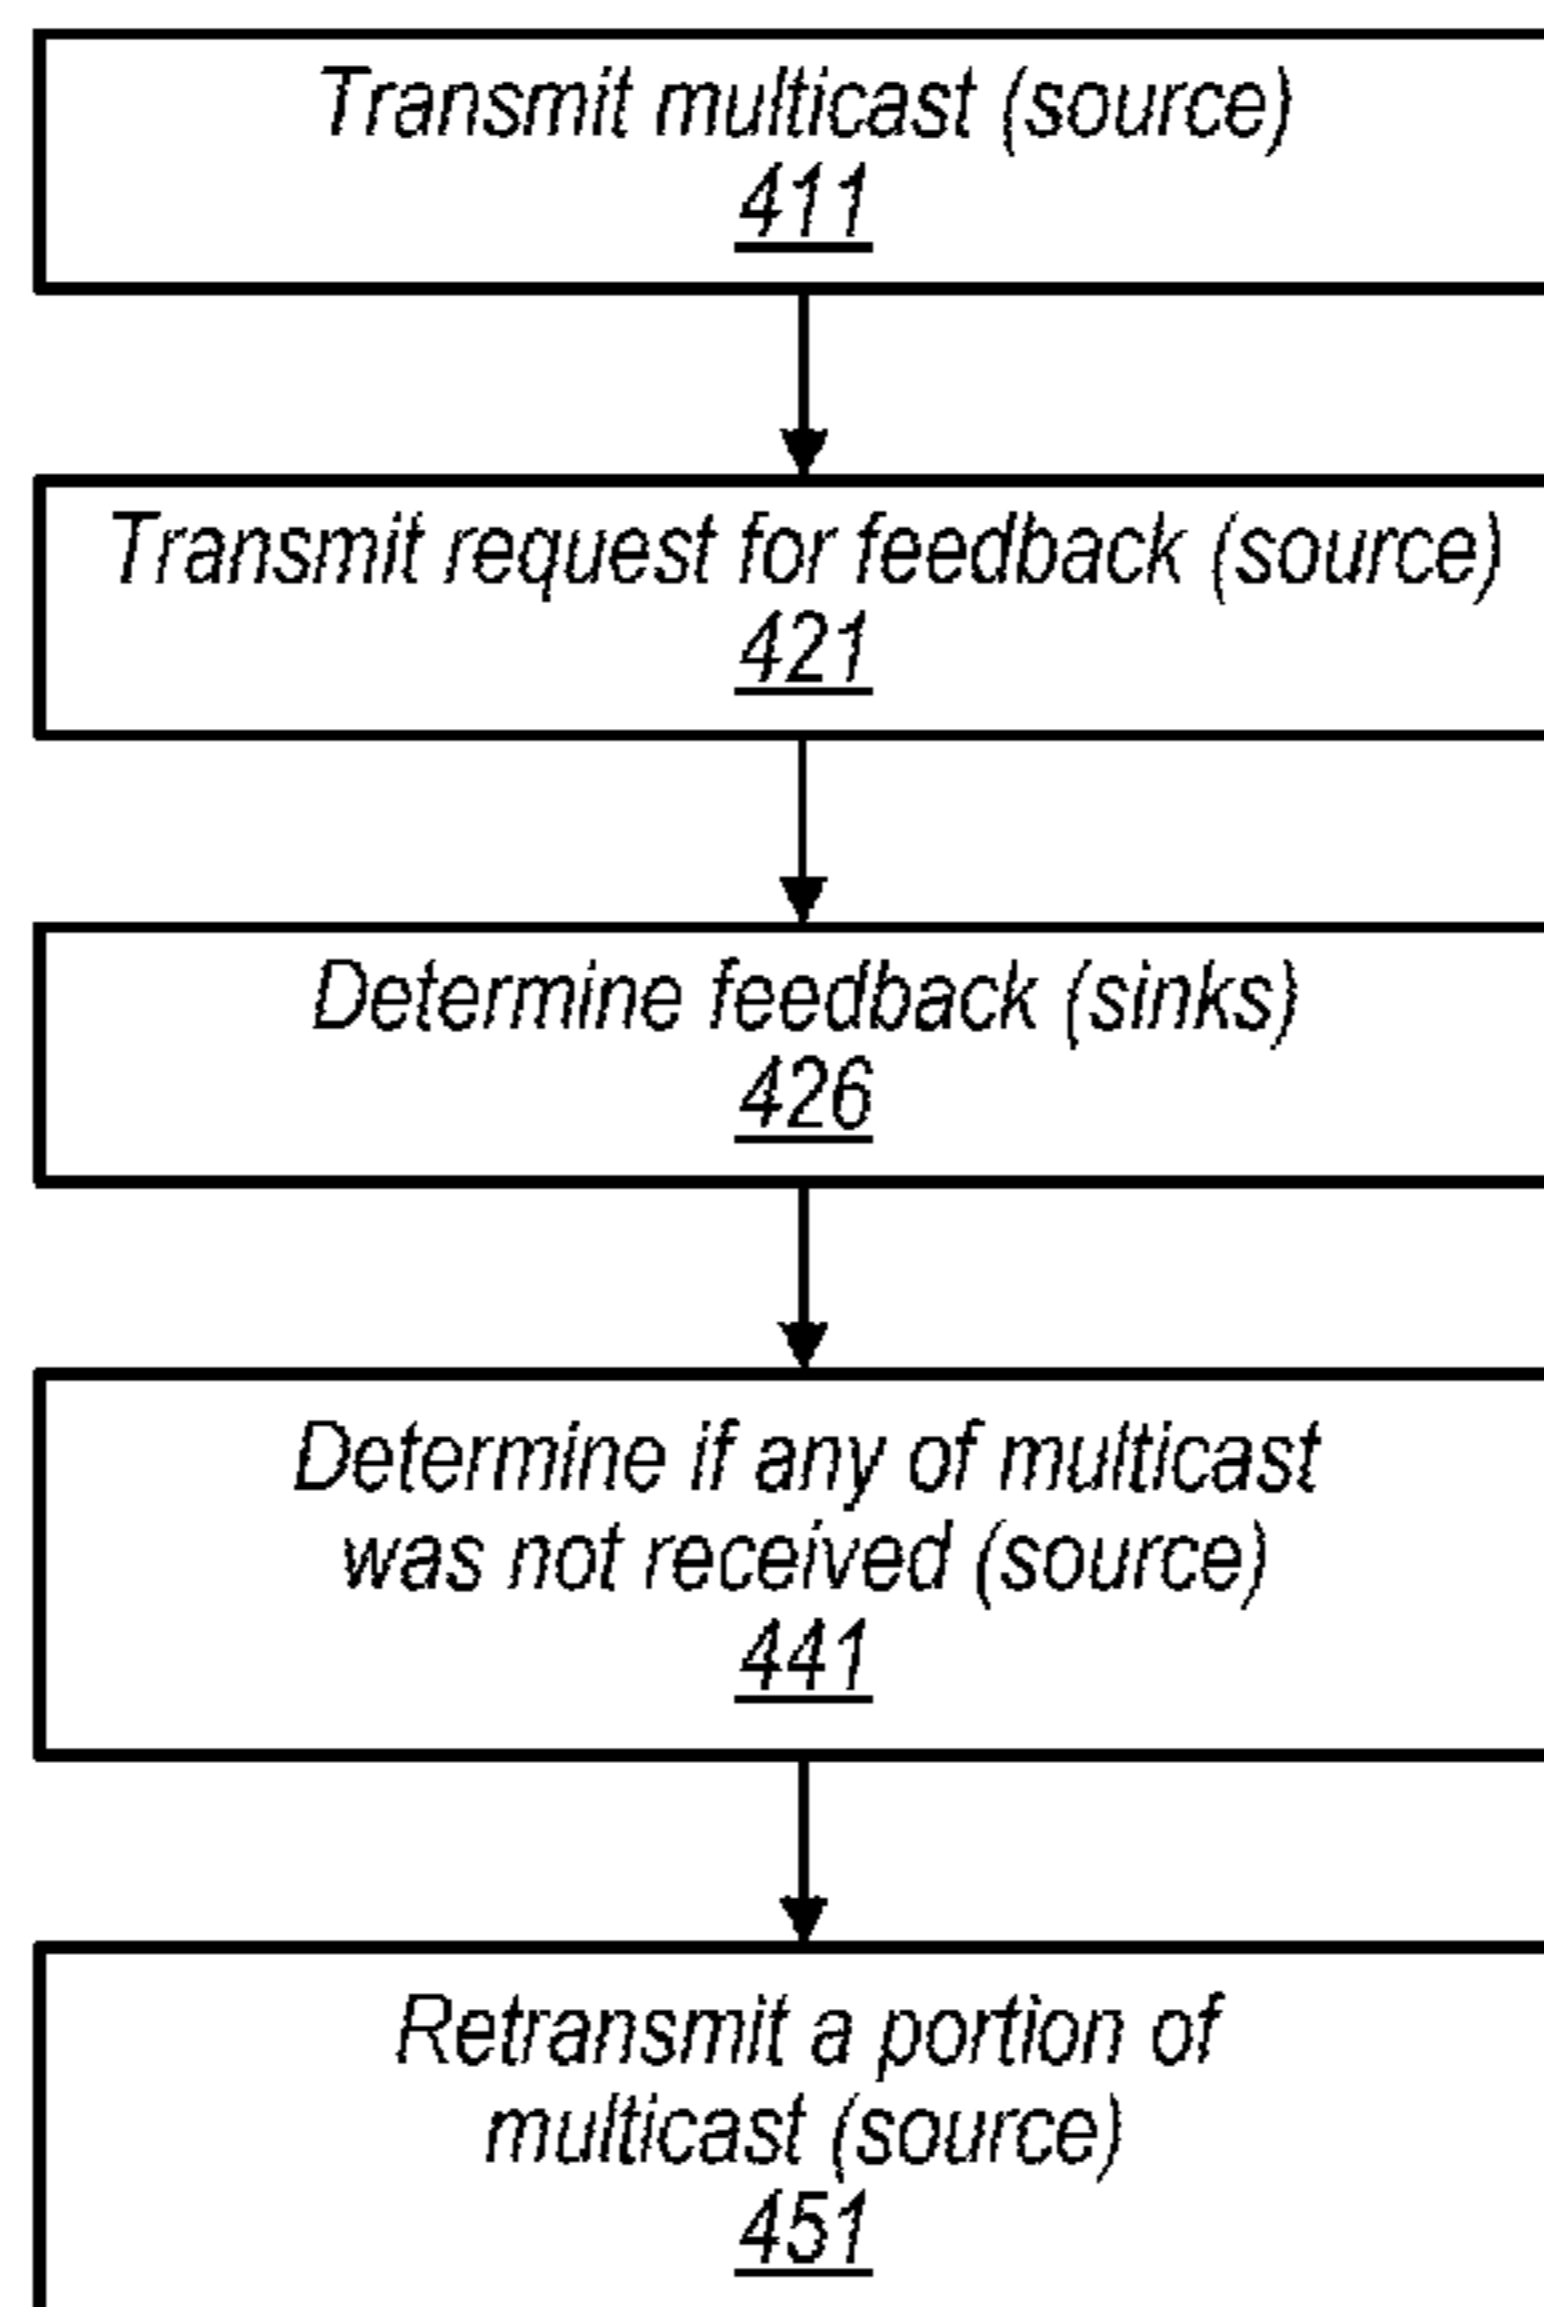 Transmit multicast (source)
411
Transmit request for feedback (source)
421
Determine feedback (sinks)
426
Determine if any of multicast
was not received (source)
441
Retransmit a portion of
multicast (source)
451